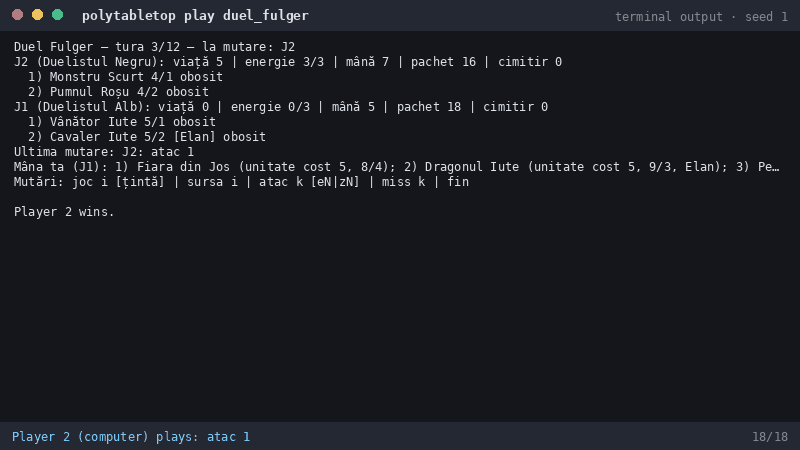 polytabletop play duel_fulger
terminal output · seed 1
Duel Fulger — tura 3/12 — la mutare: J2
J2 (Duelistul Negru): viață 5 | energie 3/3 | mână 7 | pachet 16 | cimitir 0
1) Monstru Scurt 4/1 obosit
2) Pumnul Roșu 4/2 obosit
J1 (Duelistul Alb): viață 0 | energie 0/3 | mână 5 | pachet 18 | cimitir 0
1) Vânător Iute 5/1 obosit
2) Cavaler Iute 5/2 [Elan] obosit
Ultima mutare: J2: atac 1
Mâna ta (J1): 1) Fiara din Jos (unitate cost 5, 8/4); 2) Dragonul Iute (unitate cost 5, 9/3, Elan); 3) Pe…
Mutări: joc i [țintă] | sursa i | atac k [eN|zN] | miss k | fin
Player 2 wins.
Player 2 (computer) plays: atac 1
18/18